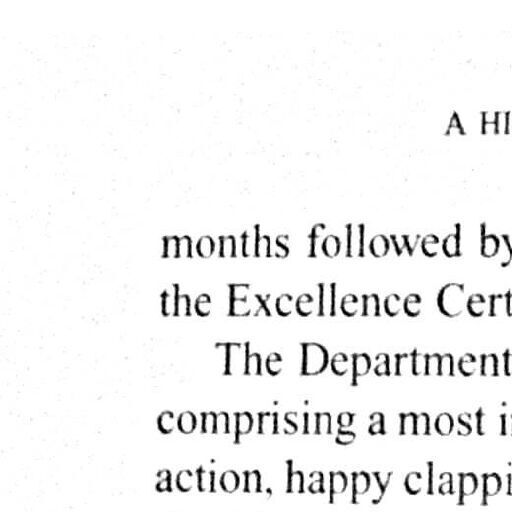 A HI
months followed by
the Excellence Cert
The Department
comprising a most i
action, happy clappi